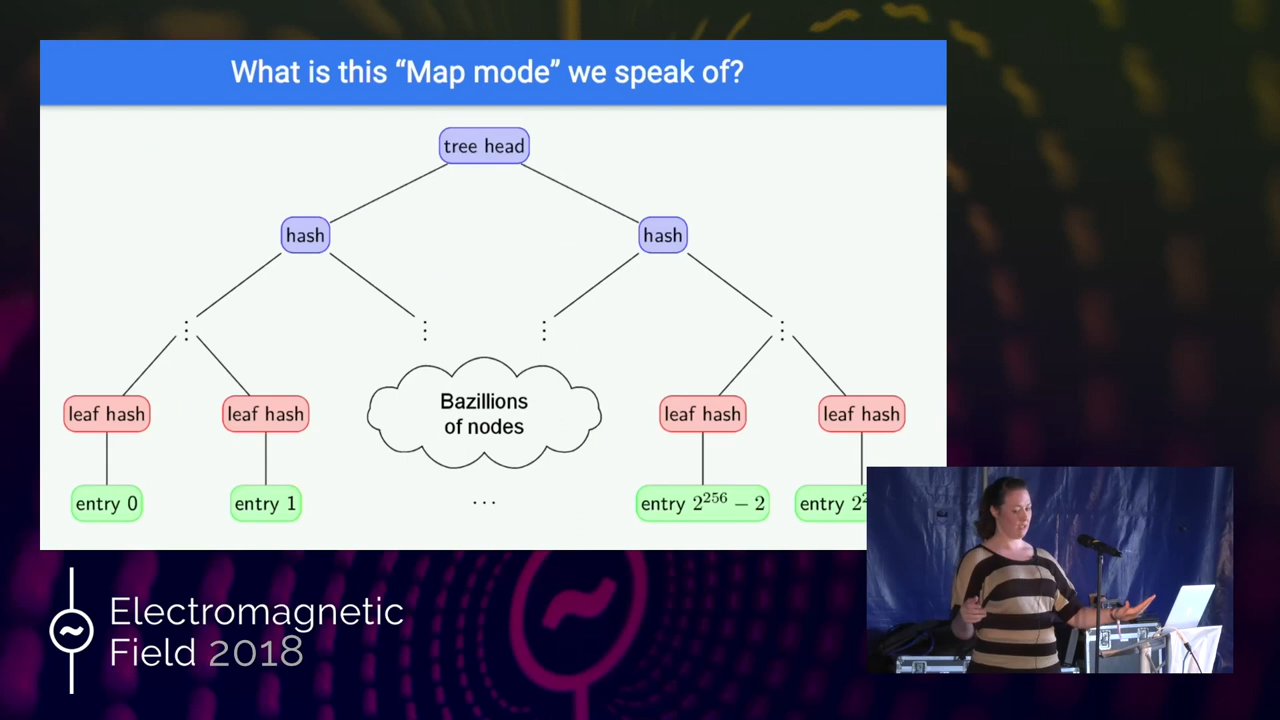 What is this “Map mode” we speak of?
tree head
hash hash
⋮ ⋮ ⋮ ⋮
leaf hash leaf hash Bazillions of nodes leaf hash leaf hash
entry 0 entry 1 ... entry 2^256 − 2 entry
Electromagnetic
Field 2018